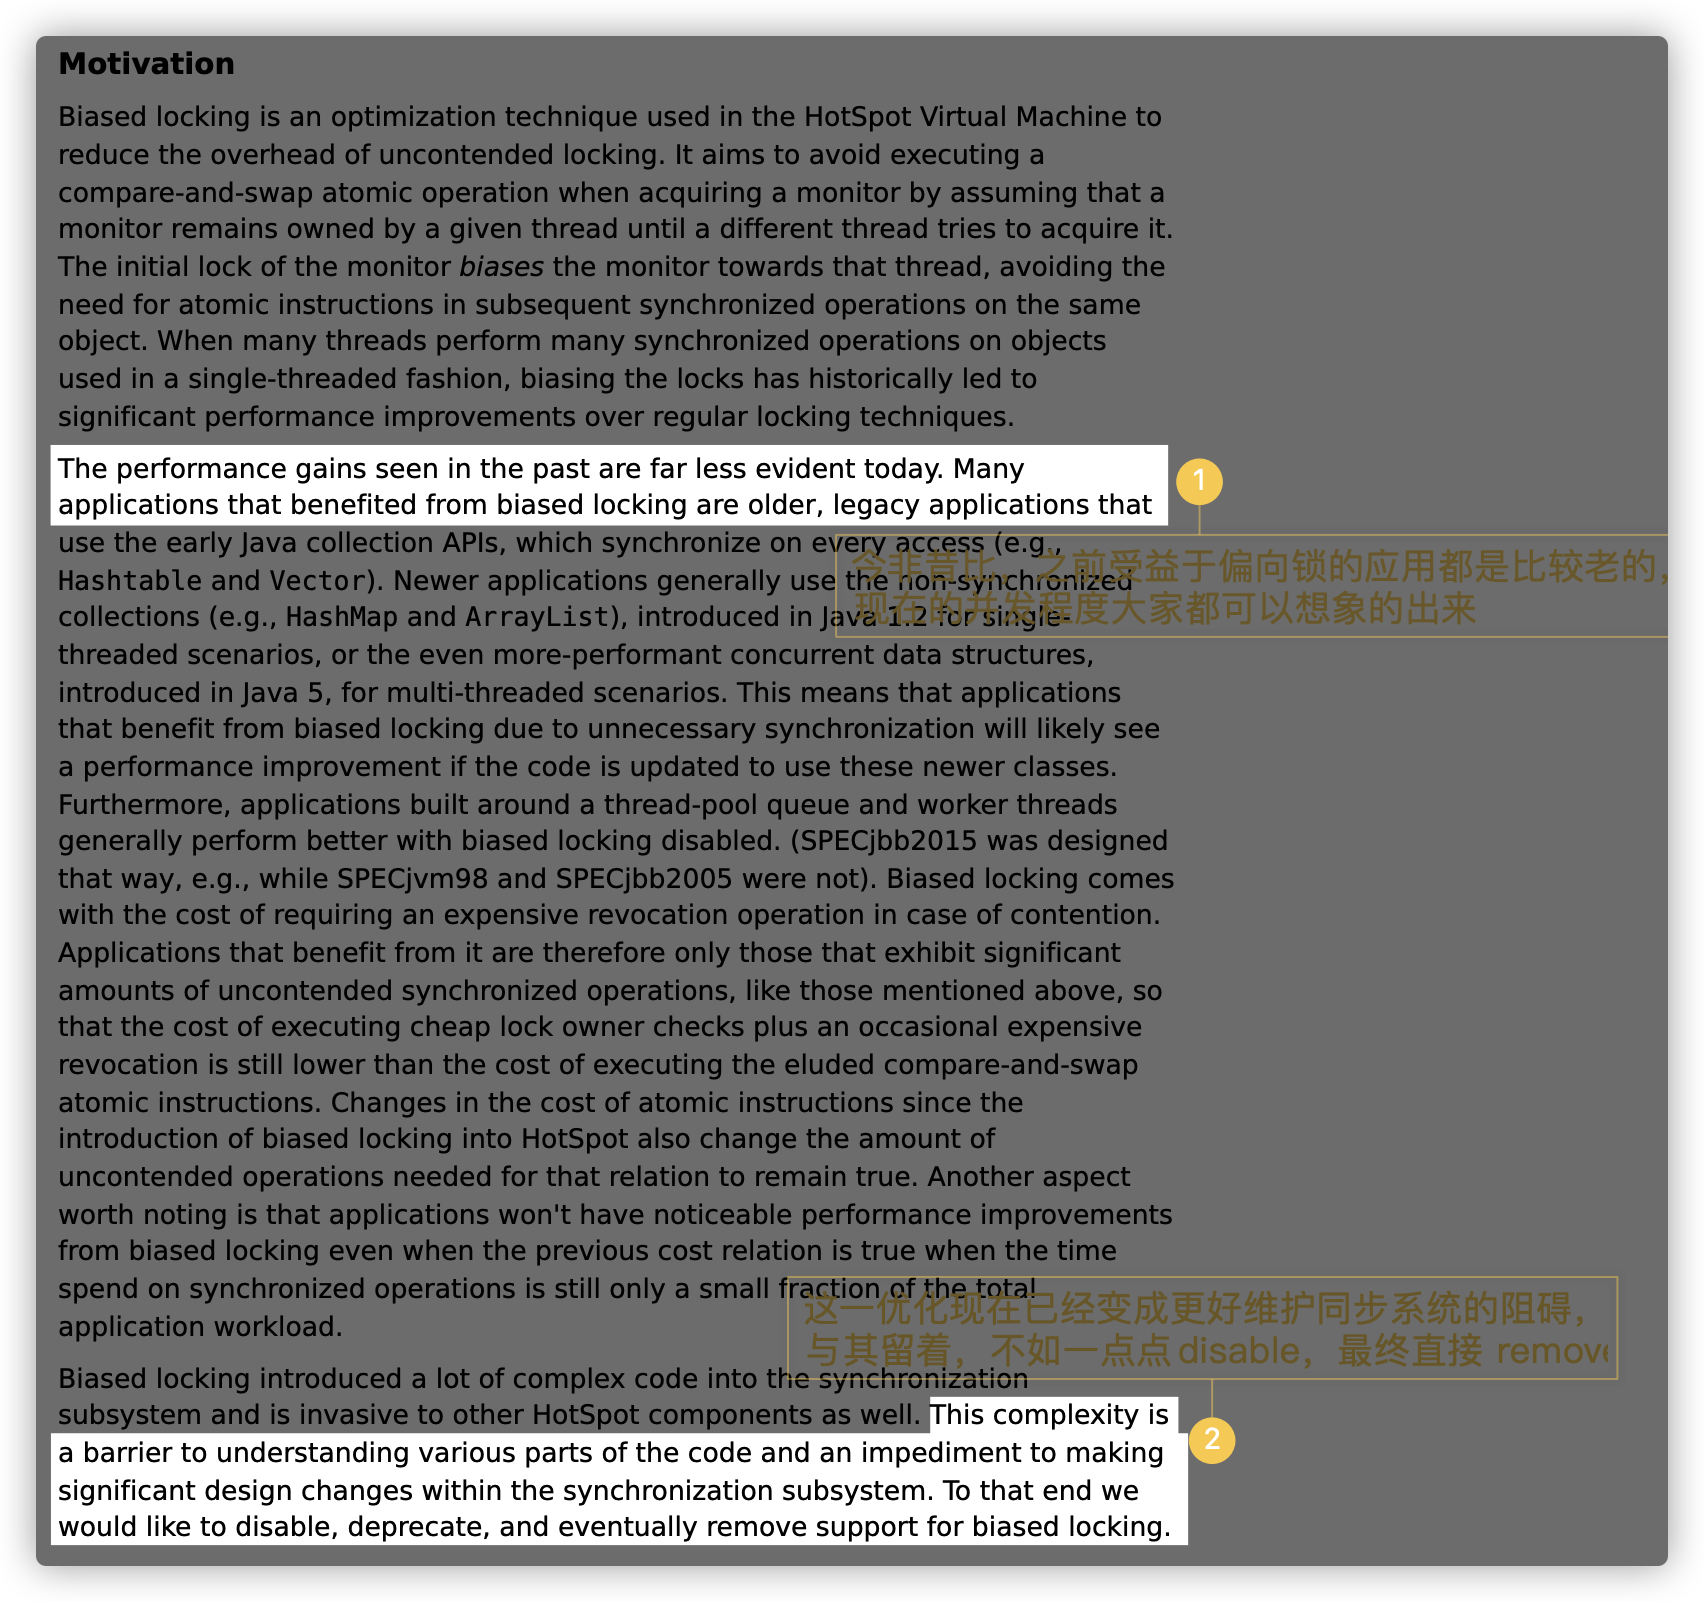 Motivation
Biased locking is an optimization technique used in the HotSpot Virtual Machine to
reduce the overhead of uncontended locking. It aims to avoid executing a
compare-and-swap atomic operation when acquiring a monitor by assuming that a
monitor remains owned by a given thread until a different thread tries to acquire it.
The initial lock of the monitor biases the monitor towards that thread, avoiding the
need for atomic instructions in subsequent synchronized operations on the same
object. When many threads perform many synchronized operations on objects
used in a single-threaded fashion, biasing the locks has historically led to
significant performance improvements over regular locking techniques.
The performance gains seen in the past are far less evident today. Many
applications that benefited from biased locking are older, legacy applications that
1
use the early Java collection APIs, which synchronize on every access (e.g.,
Hashtable and Vector). Newer applications generally use the non-synchronized
collections (e.g., HashMap and ArrayList), introduced in Java 1.2 for single-
今非昔比，之前受益于偏向锁的应用都是比较老的，
现在的并发程度大家都可以想象的出来
threaded scenarios, or the even more-performant concurrent data structures,
introduced in Java 5, for multi-threaded scenarios. This means that applications
that benefit from biased locking due to unnecessary synchronization will likely see
a performance improvement if the code is updated to use these newer classes.
Furthermore, applications built around a thread-pool queue and worker threads
generally perform better with biased locking disabled. (SPECjbb2015 was designed
that way, e.g., while SPECjvm98 and SPECjbb2005 were not). Biased locking comes
with the cost of requiring an expensive revocation operation in case of contention.
Applications that benefit from it are therefore only those that exhibit significant
amounts of uncontended synchronized operations, like those mentioned above, so
that the cost of executing cheap lock owner checks plus an occasional expensive
revocation is still lower than the cost of executing the eluded compare-and-swap
atomic instructions. Changes in the cost of atomic instructions since the
introduction of biased locking into HotSpot also change the amount of
uncontended operations needed for that relation to remain true. Another aspect
worth noting is that applications won't have noticeable performance improvements
from biased locking even when the previous cost relation is true when the time
spend on synchronized operations is still only a small fraction of the total
application workload.
这一优化现在已经变成更好维护同步系统的阻碍，
与其留着，不如一点点 disable，最终直接 remove
Biased locking introduced a lot of complex code into the synchronization
subsystem and is invasive to other HotSpot components as well. This complexity is
a barrier to understanding various parts of the code and an impediment to making
2
significant design changes within the synchronization subsystem. To that end we
would like to disable, deprecate, and eventually remove support for biased locking.